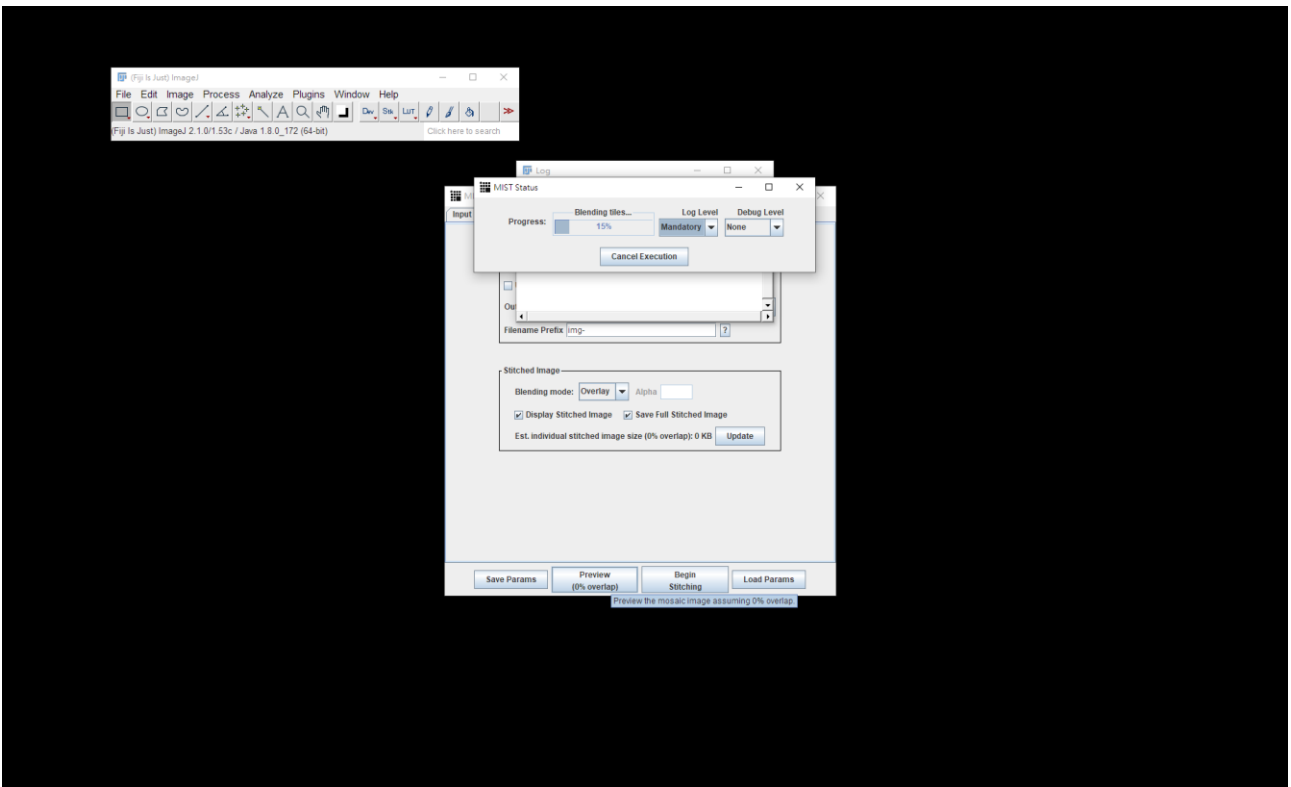 (Fiji Is Just) ImageJ
File Edit Image Process Analyze Plugins Window Help
Dev Stk LUT
(Fiji Is Just) ImageJ 2.1.0/1.53c / Java 1.8.0_172 (64-bit) Click here to search
Log
MIST Status
Input
Blending tiles... Log Level Debug Level
Progress: 15% Mandatory None
Cancel Execution
Filename Prefix img- ?
Stitched Image
Blending mode: Overlay Alpha
Display Stitched Image Save Full Stitched Image
Est. individual stitched image size (0% overlap): 0 KB Update
Save Params Preview (0% overlap) Begin Stitching Load Params
Preview the mosaic image assuming 0% overlap